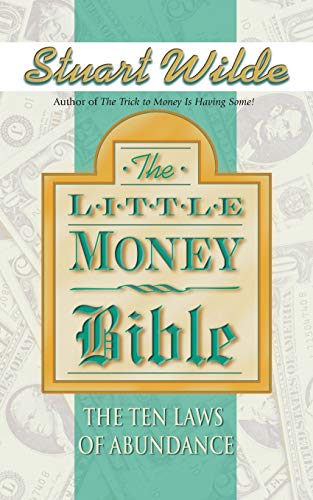 Stuart Wilde
Author of The Trick to Money Is Having Some!
·The·
L·I·T·T·L·E
MONEY
Bible
THE TEN LAWS
OF ABUNDANCE